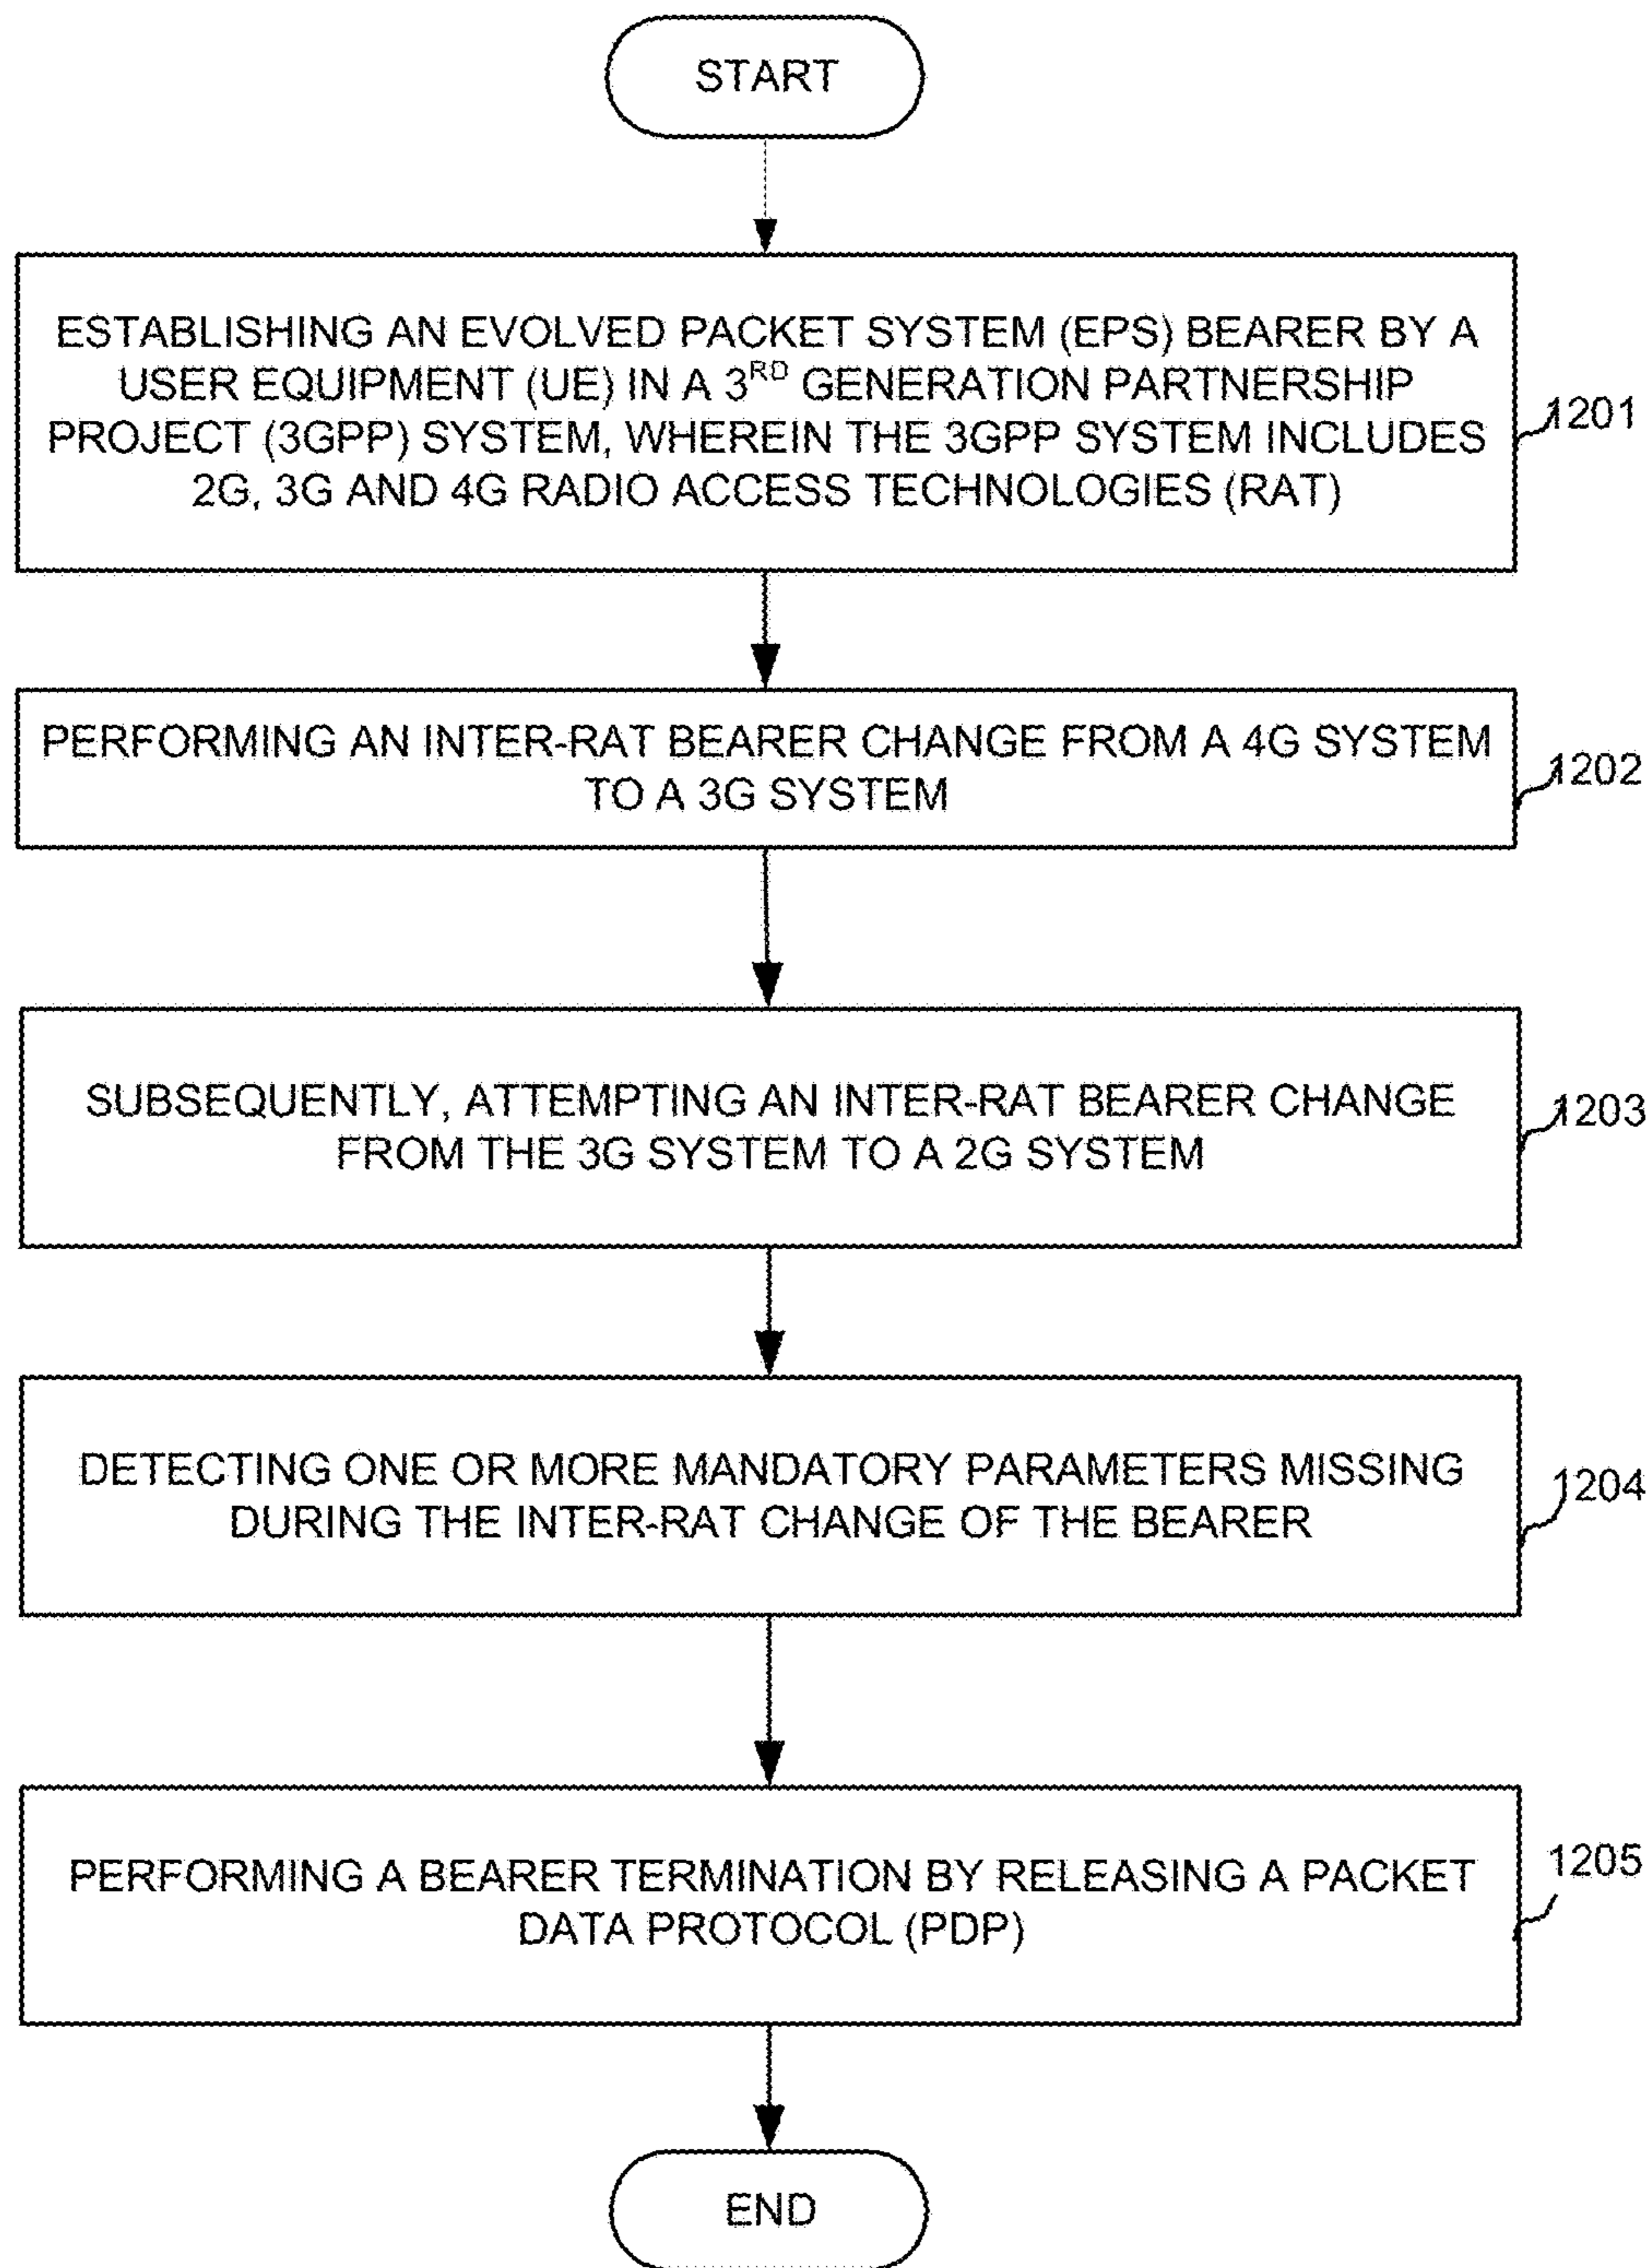 START
ESTABLISHING AN EVOLVED PACKET SYSTEM (EPS) BEARER BY A
USER EQUIPMENT (UE) IN A 3RD GENERATION PARTNERSHIP
PROJECT (3GPP) SYSTEM, WHEREIN THE 3GPP SYSTEM INCLUDES
2G, 3G AND 4G RADIO ACCESS TECHNOLOGIES (RAT)
1201
PERFORMING AN INTER-RAT BEARER CHANGE FROM A 4G SYSTEM
TO A 3G SYSTEM
1202
SUBSEQUENTLY, ATTEMPTING AN INTER-RAT BEARER CHANGE
FROM THE 3G SYSTEM TO A 2G SYSTEM
1203
DETECTING ONE OR MORE MANDATORY PARAMETERS MISSING
DURING THE INTER-RAT CHANGE OF THE BEARER
1204
PERFORMING A BEARER TERMINATION BY RELEASING A PACKET
DATA PROTOCOL (PDP)
1205
END